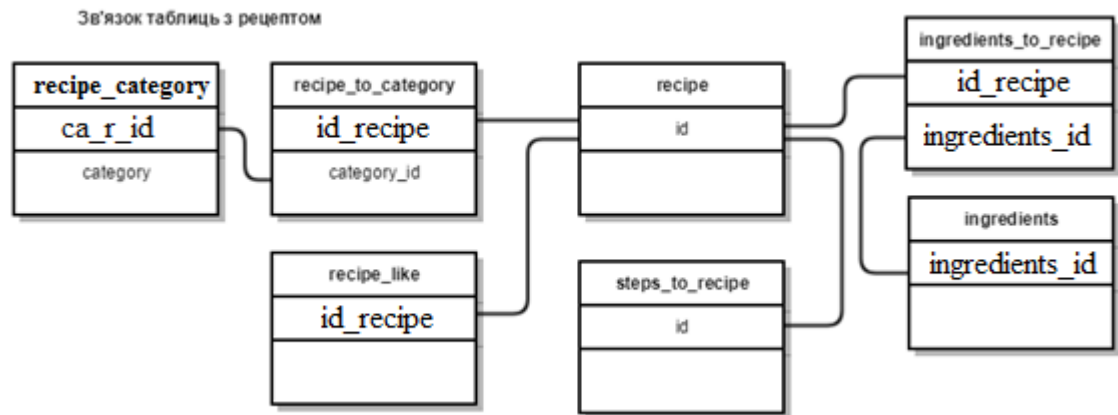 Зв'язок таблиць з рецептом
recipe_category
ca_r_id
category
recipe_to_category
id_recipe
category_id
recipe
id
ingredients_to_recipe
id_recipe
ingredients_id
ingredients
ingredients_id
recipe_like
id_recipe
steps_to_recipe
id